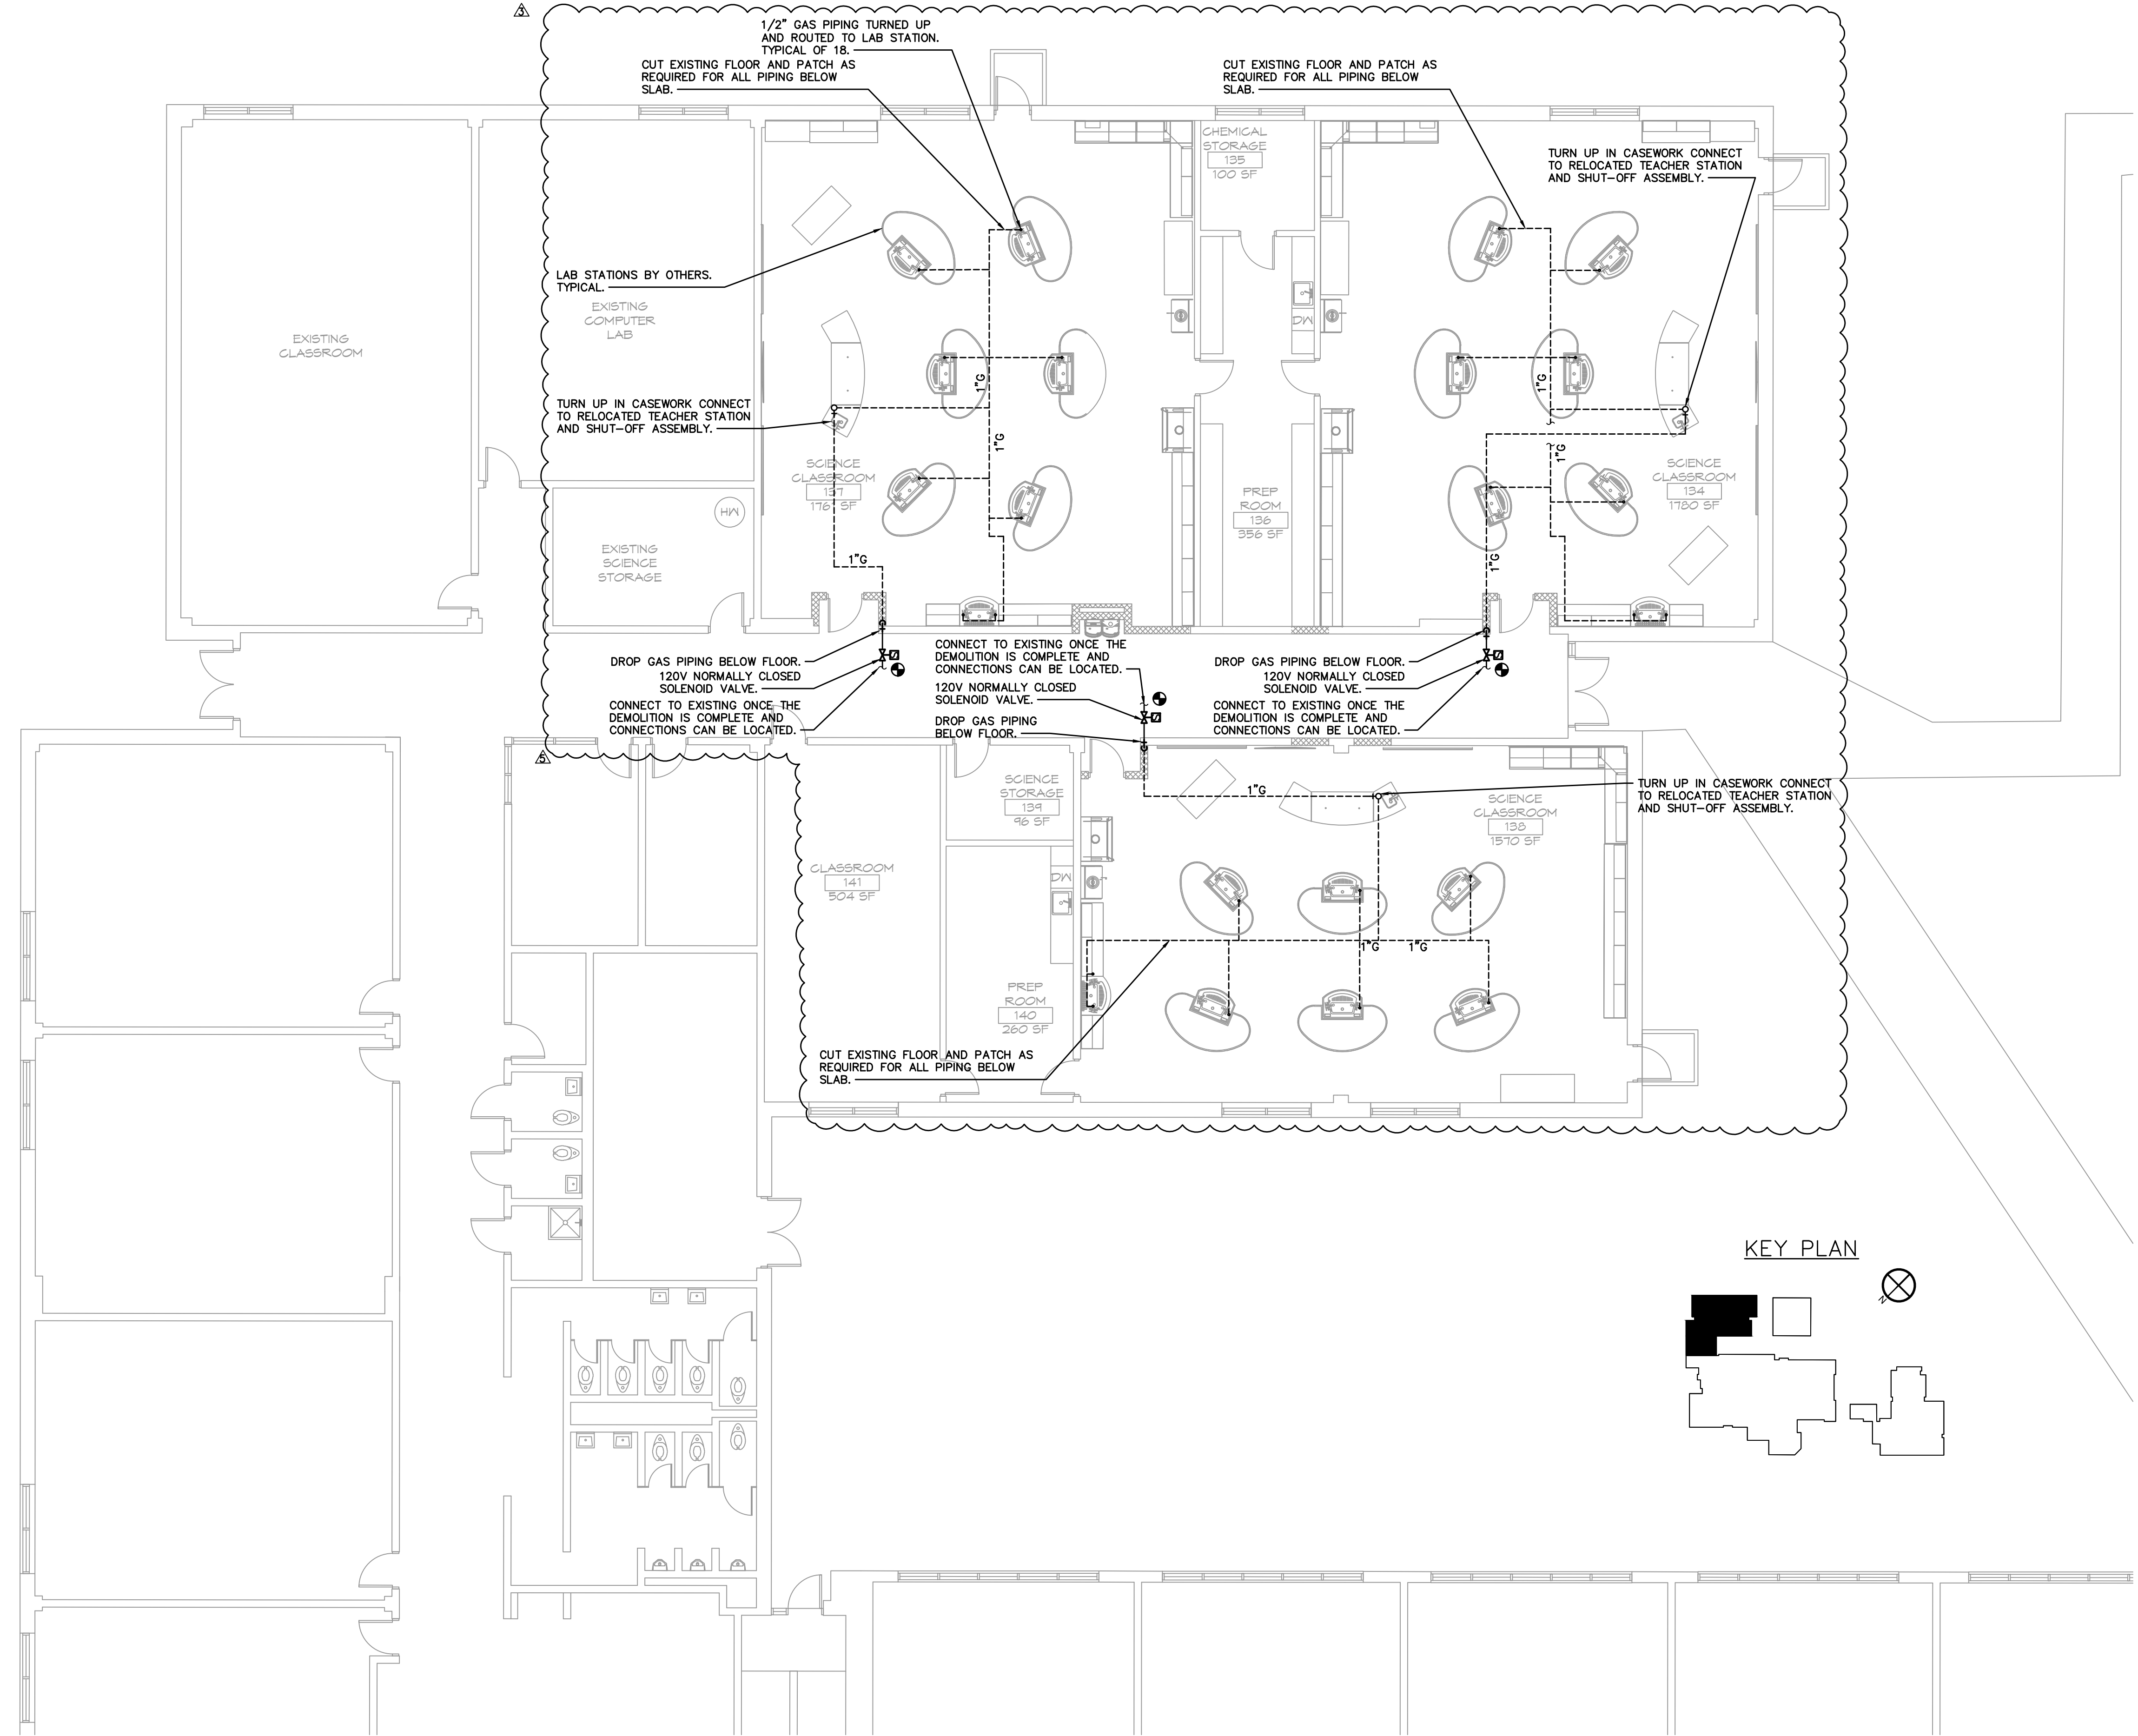 3
1/2" GAS PIPING TURNED UP
AND ROUTED TO LAB STATION.
TYPICAL OF 18.
CUT EXISTING FLOOR AND PATCH AS
REQUIRED FOR ALL PIPING BELOW
SLAB.
CUT EXISTING FLOOR AND PATCH AS
REQUIRED FOR ALL PIPING BELOW
SLAB.
CHEMICAL
STORAGE
135
100 SF
TURN UP IN CASEWORK CONNECT
TO RELOCATED TEACHER STATION
AND SHUT-OFF ASSEMBLY.
LAB STATIONS BY OTHERS.
TYPICAL.
EXISTING
COMPUTER
LAB
EXISTING
CLASSROOM
DW
1"G
1"G
TURN UP IN CASEWORK CONNECT
TO RELOCATED TEACHER STATION
AND SHUT-OFF ASSEMBLY.
1"G
1"G
SCIENCE
CLASSROOM
137
176 SF
SCIENCE
CLASSROOM
134
1780 SF
PREP
ROOM
136
356 SF
WH
EXISTING
SCIENCE
STORAGE
1"G
1"G
DROP GAS PIPING BELOW FLOOR.
120V NORMALLY CLOSED
SOLENOID VALVE.
CONNECT TO EXISTING ONCE THE
DEMOLITION IS COMPLETE AND
CONNECTIONS CAN BE LOCATED.
CONNECT TO EXISTING ONCE THE
DEMOLITION IS COMPLETE AND
CONNECTIONS CAN BE LOCATED.
120V NORMALLY CLOSED
SOLENOID VALVE.
DROP GAS PIPING
BELOW FLOOR.
DROP GAS PIPING BELOW FLOOR.
120V NORMALLY CLOSED
SOLENOID VALVE.
CONNECT TO EXISTING ONCE THE
DEMOLITION IS COMPLETE AND
CONNECTIONS CAN BE LOCATED.
5
SCIENCE
STORAGE
139
96 SF
1"G
SCIENCE
CLASSROOM
138
1570 SF
TURN UP IN CASEWORK CONNECT
TO RELOCATED TEACHER STATION
AND SHUT-OFF ASSEMBLY.
CLASSROOM
141
504 SF
DW
1"G
1"G
PREP
ROOM
140
260 SF
CUT EXISTING FLOOR AND PATCH AS
REQUIRED FOR ALL PIPING BELOW
SLAB.
KEY PLAN
N